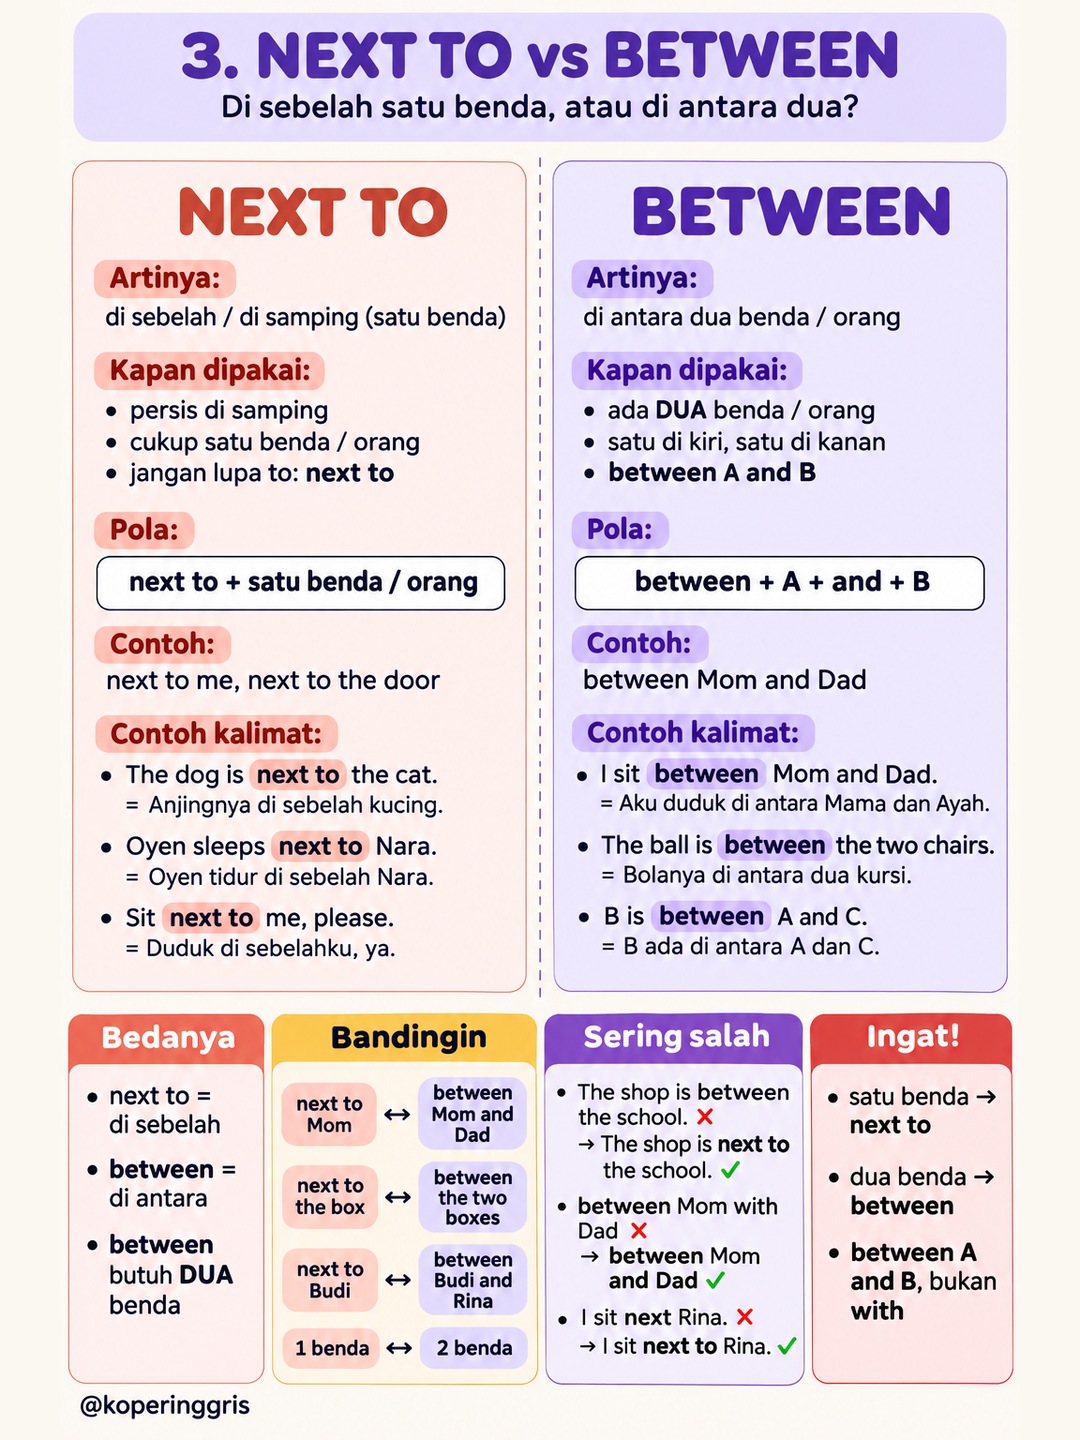 3. NEXT TO vs BETWEEN
Di sebelah satu benda, atau di antara dua?
NEXT TO
Artinya:
di sebelah / di samping (satu benda)
Kapan dipakai:
• persis di samping
• cukup satu benda / orang
• jangan lupa to: next to
Pola:
next to + satu benda / orang
Contoh:
next to me, next to the door
Contoh kalimat:
• The dog is next to the cat.
= Anjingnya di sebelah kucing.
• Oyen sleeps next to Nara.
= Oyen tidur di sebelah Nara.
• Sit next to me, please.
= Duduk di sebelahku, ya.
BETWEEN
Artinya:
di antara dua benda / orang
Kapan dipakai:
• ada DUA benda / orang
• satu di kiri, satu di kanan
• between A and B
Pola:
between + A + and + B
Contoh:
between Mom and Dad
Contoh kalimat:
• I sit between Mom and Dad.
= Aku duduk di antara Mama dan Ayah.
• The ball is between the two chairs.
= Bolanya di antara dua kursi.
• B is between A and C.
= B ada di antara A dan C.
Bedanya
• next to =
di sebelah
• between =
di antara
• between
butuh DUA
benda
Bandingin
next to
Mom
↔
between
Mom and
Dad
next to
the box
↔
between
the two
boxes
next to
Budi
↔
between
Budi and
Rina
1 benda ↔ 2 benda
Sering salah
• The shop is between
the school. ❌
→ The shop is next to
the school. ✓
• between Mom with
Dad ❌
→ between Mom
and Dad ✓
• I sit next Rina. ❌
→ I sit next to Rina. ✓
Ingat!
• satu benda →
next to
• dua benda →
between
• between A
and B, bukan
with
@koperinggris